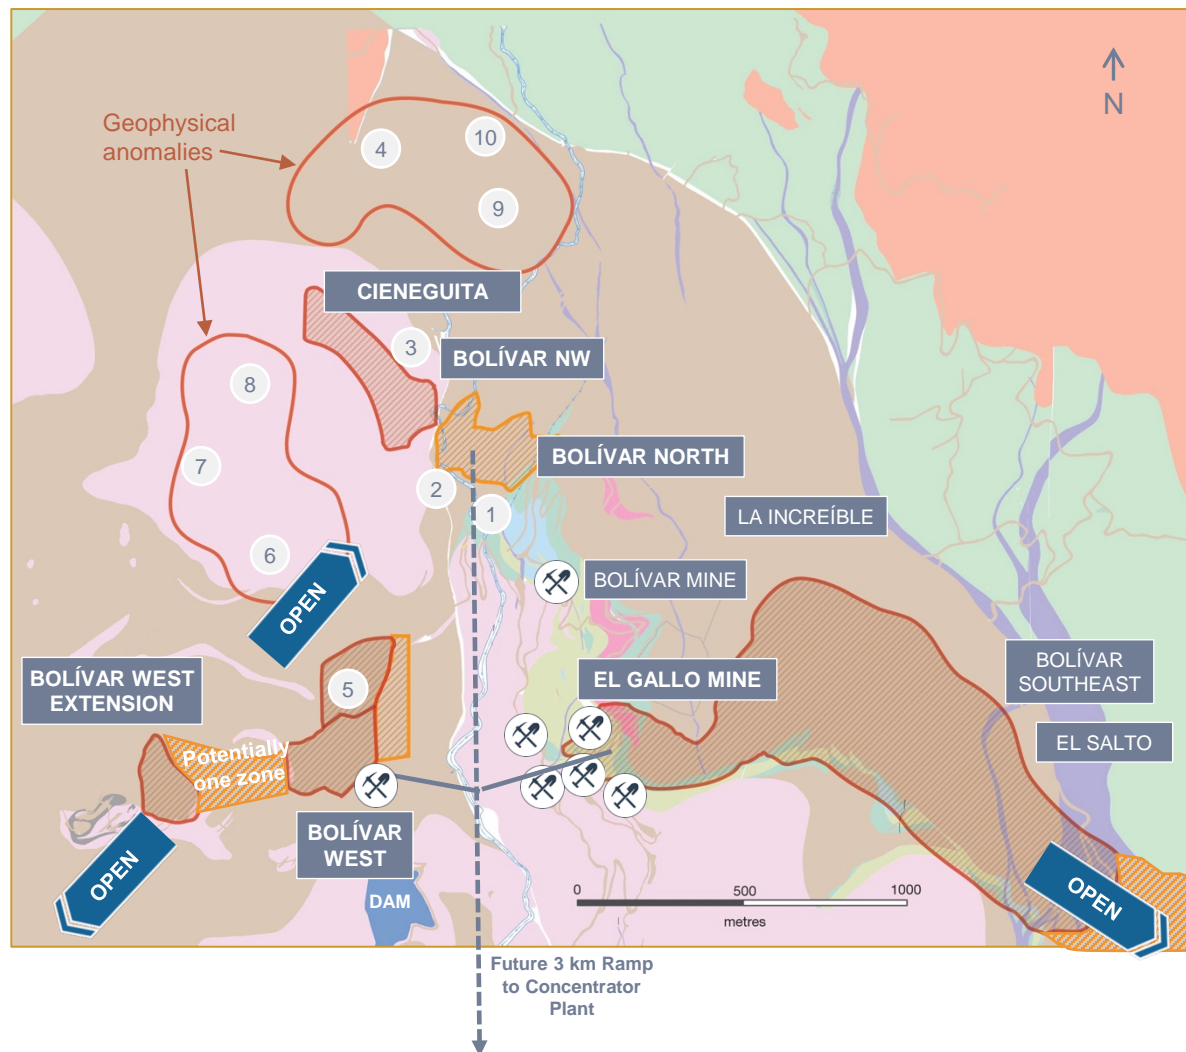 N
Geophysical
anomalies
4
10
9
CIENEGUITA
3
BOLÍVAR NW
8
BOLÍVAR NORTH
7
2
1
LA INCREÍBLE
6
OPEN
BOLÍVAR MINE
BOLÍVAR WEST
EXTENSION
5
EL GALLO MINE
BOLÍVAR
SOUTHEAST
EL SALTO
Potentially
one zone
BOLÍVAR
WEST
OPEN
DAM
0
500
1000
metres
OPEN
Future 3 km Ramp
to Concentrator
Plant